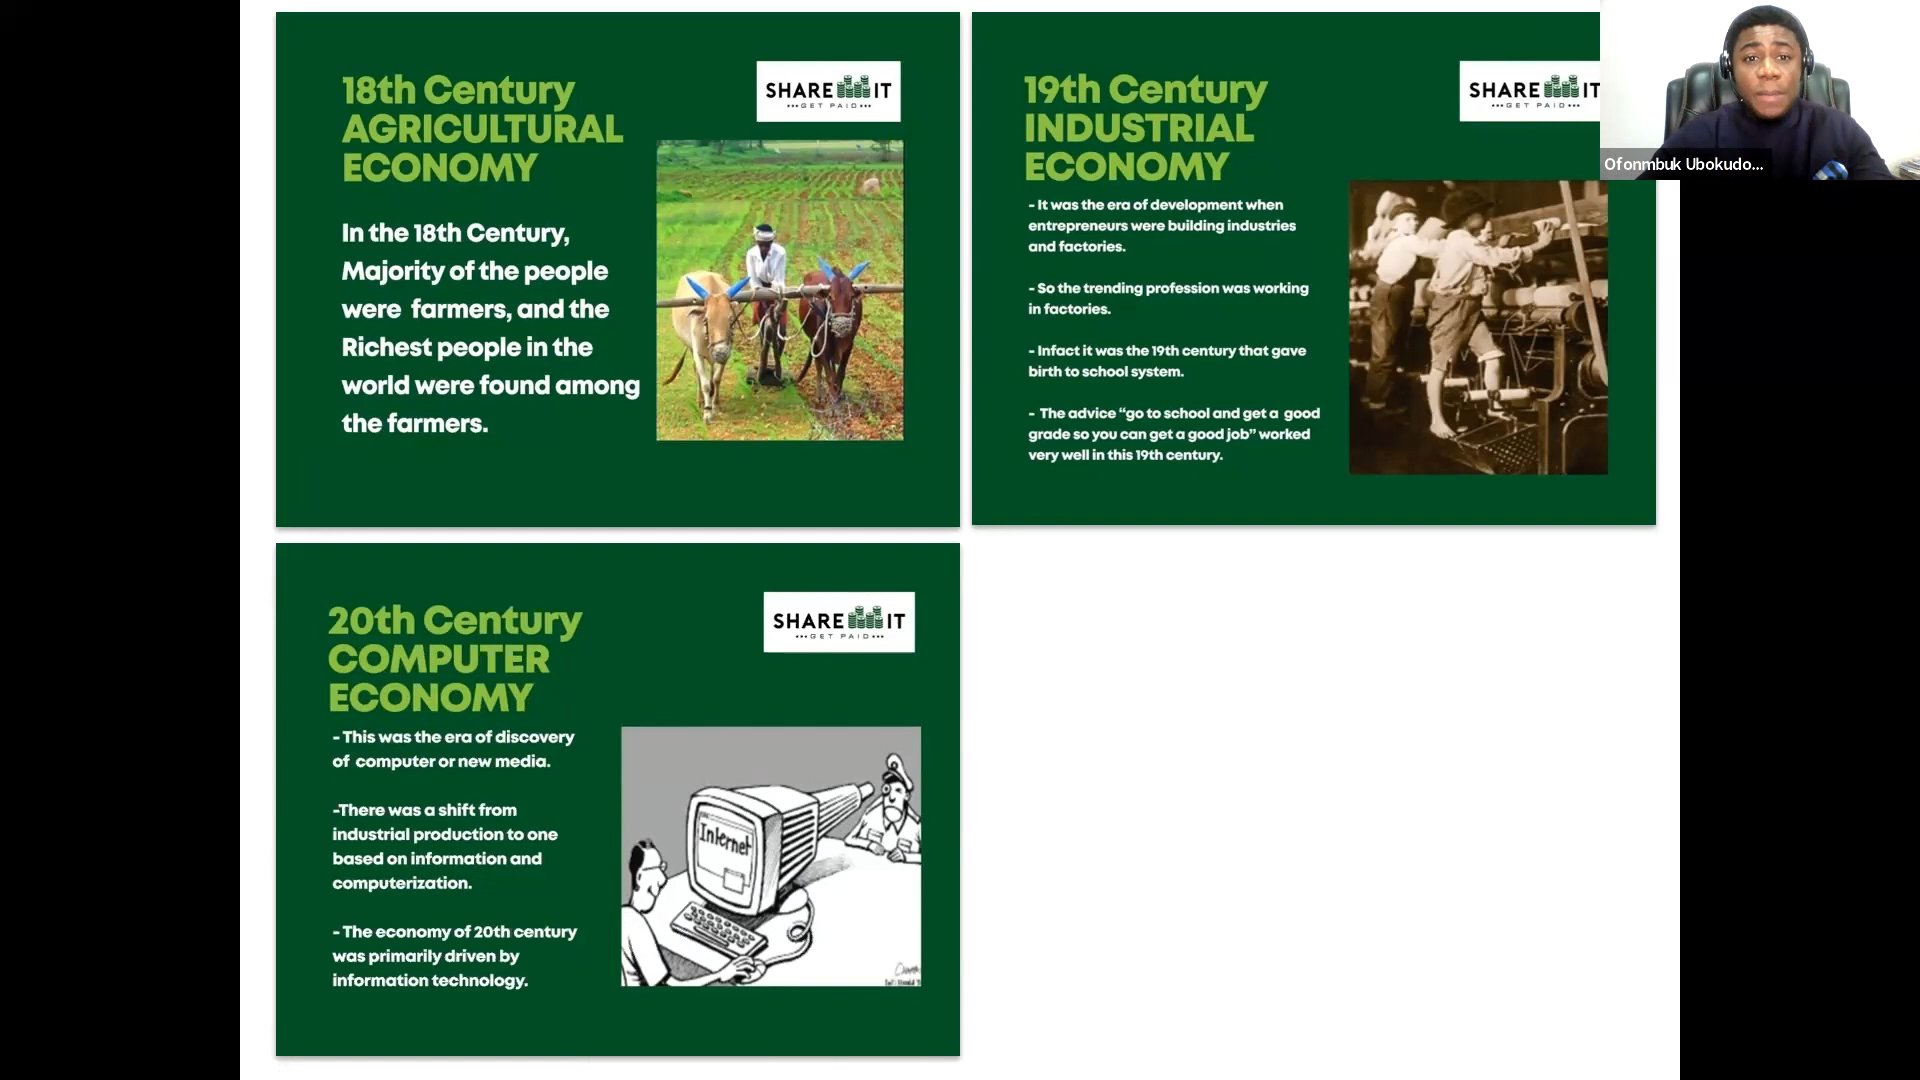 18th Century
AGRICULTURAL
ECONOMY
SHARE IT
•••GET PAID•••
In the 18th Century,
Majority of the people
were farmers, and the
Richest people in the
world were found among
the farmers.
19th Century
INDUSTRIAL
ECONOMY
SHARE IT
•••GET PAID•••
- It was the era of development when
entrepreneurs were building industries
and factories.
- So the trending profession was working
in factories.
- Infact it was the 19th century that gave
birth to school system.
- The advice “go to school and get a good
grade so you can get a good job” worked
very well in this 19th century.
Ofonmbuk Ubokudo...
20th Century
COMPUTER
ECONOMY
SHARE IT
•••GET PAID•••
- This was the era of discovery
of computer or new media.
-There was a shift from
industrial production to one
based on information and
computerization.
- The economy of 20th century
was primarily driven by
information technology.
Internet